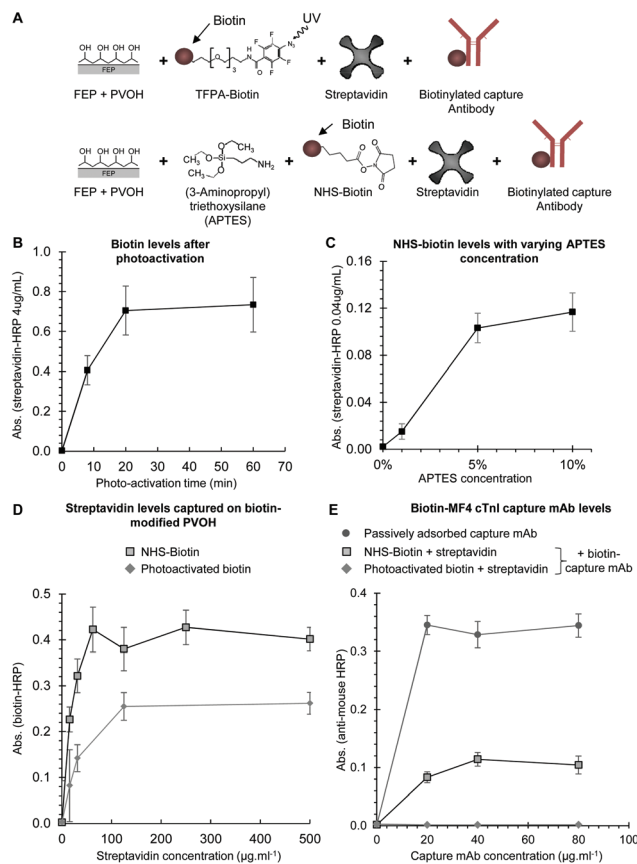 A
Biotin
UV
OH OH OH OH
FEP
+
O
3
H
N
O
F
F
F
F
N3
+
+
FEP + PVOH
TFPA-Biotin
Streptavidin
Biotinylated capture
Antibody
Biotin
OH OH OH OH
FEP
+
CH3
O
H3C
O
Si
O
CH3
NH2
+
O
O
N
O
O
+
+
FEP + PVOH
(3-Aminopropyl)
triethoxysilane
(APTES)
NHS-Biotin
Streptavidin
Biotinylated capture
Antibody
B
Biotin levels after
photoactivation
Abs. (streptavidin-HRP 4ug/mL)
1.0
0.8
0.6
0.4
0.2
0.0
0 10 20 30 40 50 60 70
Photo-activation time (min)
C
NHS-biotin levels with varying APTES
concentration
Abs. (streptavidin-HRP 0.04ug/mL)
0.16
0.12
0.08
0.04
0.00
0% 5% 10%
APTES concentration
D
Streptavidin levels captured on biotin-
modified PVOH
NHS-Biotin
Photoactivated biotin
Abs. (biotin-HRP)
0.5
0.4
0.3
0.2
0.1
0.0
0 100 200 300 400 500
Streptavidin concentration (µg.ml-1)
E
Biotin-MF4 cTnI capture mAb levels
Passively adsorbed capture mAb
NHS-Biotin + streptavidin
Photoactivated biotin + streptavidin
+ biotin-
capture mAb
Abs. (anti-mouse HRP)
0.4
0.3
0.2
0.1
0.0
0 20 40 60 80 100
Capture mAb concentration (µg.ml-1)